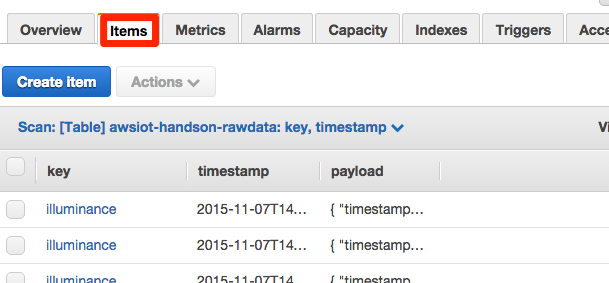 Overview Items Metrics Alarms Capacity Indexes Triggers Acce
Create item Actions
Scan: [Table] awsiot-handson-rawdata: key, timestamp Vi
key timestamp payload
illuminance 2015-11-07T14... { "timestamp...
illuminance 2015-11-07T14... { "timestamp...
illuminance 2015-11-07T14... { "timestamp...